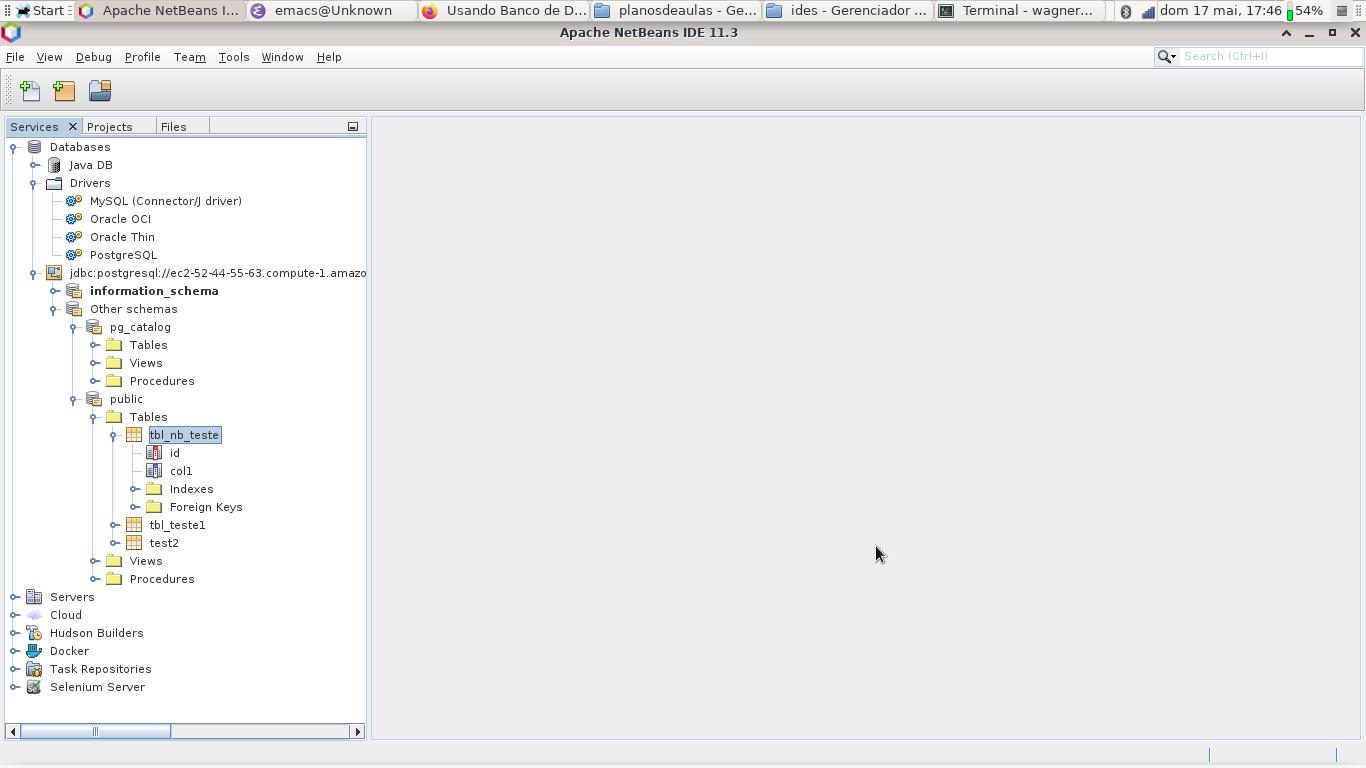 Start Apache NetBeans I... emacs@Unknown Usando Banco de D... planosdeaulas - Ge... ides - Gerenciador ... Terminal - wagner... dom 17 mai, 17:46 54%
Apache NetBeans IDE 11.3
File View Debug Profile Team Tools Window Help Search (Ctrl+I)
Services Projects Files
Databases
Java DB
Drivers
MySQL (Connector/J driver)
Oracle OCI
Oracle Thin
PostgreSQL
jdbc:postgresql://ec2-52-44-55-63.compute-1.amazo
information_schema
Other schemas
pg_catalog
Tables
Views
Procedures
public
Tables
tbl_nb_teste
id
col1
Indexes
Foreign Keys
tbl_teste1
test2
Views
Procedures
Servers
Cloud
Hudson Builders
Docker
Task Repositories
Selenium Server